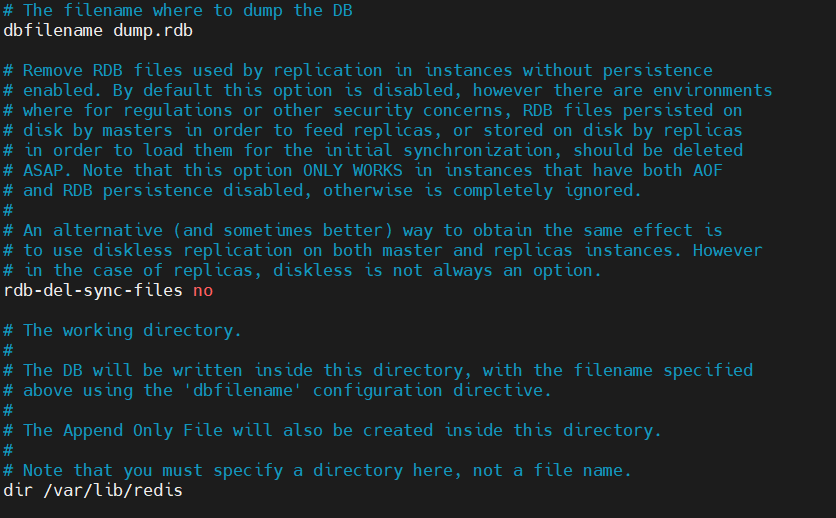 # The filename where to dump the DB
dbfilename dump.rdb
# Remove RDB files used by replication in instances without persistence
# enabled. By default this option is disabled, however there are environments
# where for regulations or other security concerns, RDB files persisted on
# disk by masters in order to feed replicas, or stored on disk by replicas
# in order to load them for the initial synchronization, should be deleted
# ASAP. Note that this option ONLY WORKS in instances that have both AOF
# and RDB persistence disabled, otherwise is completely ignored.
#
# An alternative (and sometimes better) way to obtain the same effect is
# to use diskless replication on both master and replicas instances. However
# in the case of replicas, diskless is not always an option.
rdb-del-sync-files no
# The working directory.
#
# The DB will be written inside this directory, with the filename specified
# above using the 'dbfilename' configuration directive.
#
# The Append Only File will also be created inside this directory.
#
# Note that you must specify a directory here, not a file name.
dir /var/lib/redis